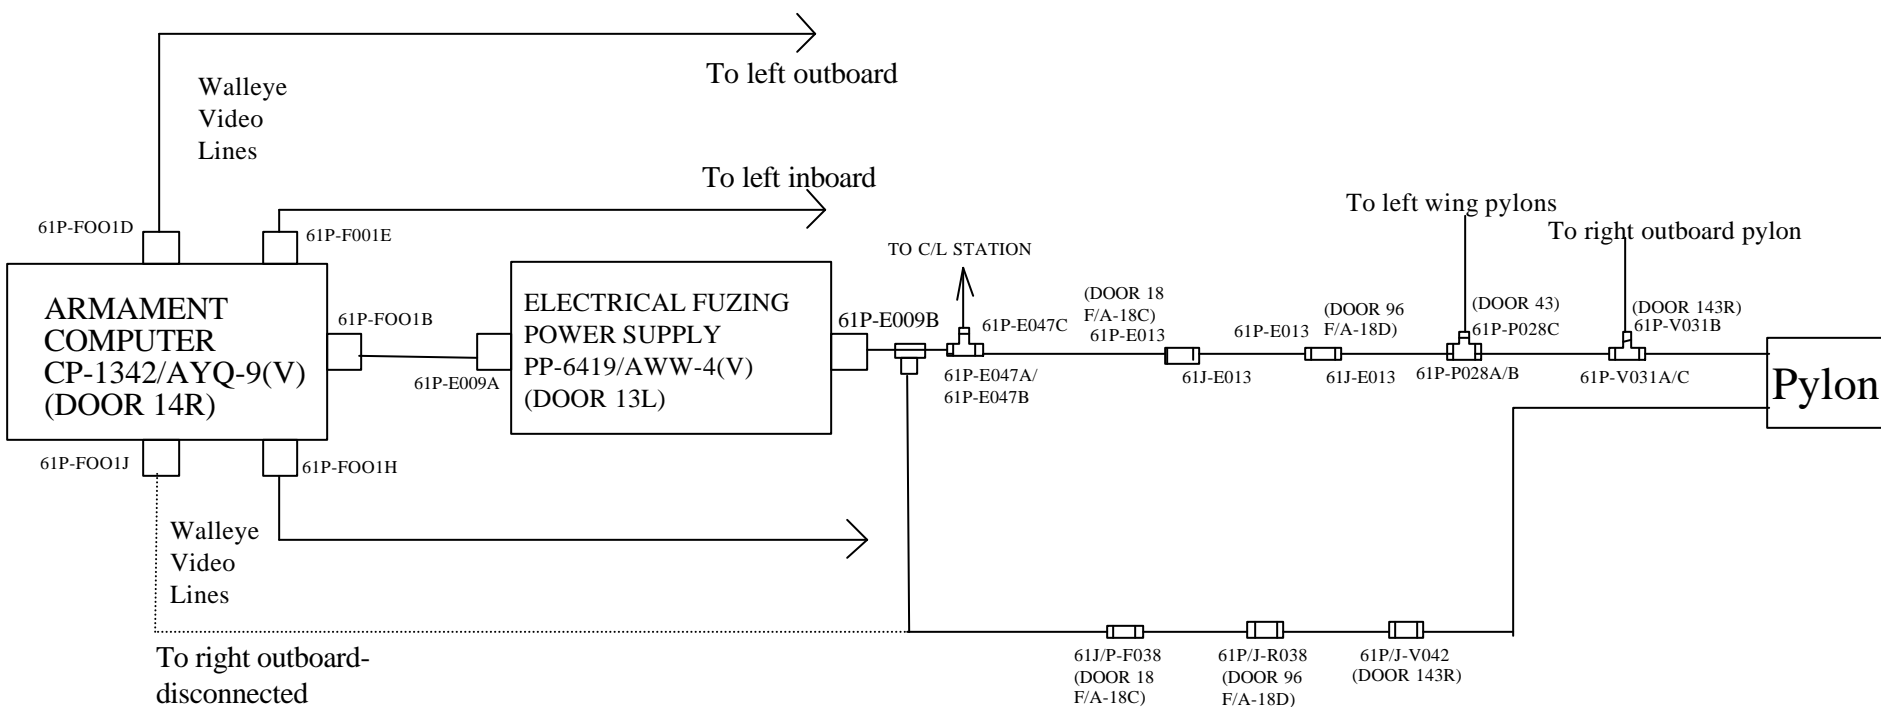 To left outboard
Walleye
Video
Lines
To left inboard
61P-FOO1D
61P-F001E
ARMAMENT
COMPUTER
CP-1342/AYQ-9(V)
(DOOR 14R)
61P-FOO1B
61P-E009A
ELECTRICAL FUZING
POWER SUPPLY
PP-6419/AWW-4(V)
(DOOR 13L)
61P-E009B
TO C/L STATION
61P-E047C
61P-E047A/
61P-E047B
(DOOR 18
F/A-18C)
61P-E013
61J-E013
61P-E013
(DOOR 96
F/A-18D)
61J-E013
To left wing pylons
(DOOR 43)
61P-P028C
61P-P028A/B
To right outboard pylon
(DOOR 143R)
61P-V031B
61P-V031A/C
Pylon
61P-FOO1J
61P-FOO1H
Walleye
Video
Lines
To right outboard-
disconnected
61J/P-F038
(DOOR 18
F/A-18C)
61P/J-R038
(DOOR 96
F/A-18D)
61P/J-V042
(DOOR 143R)